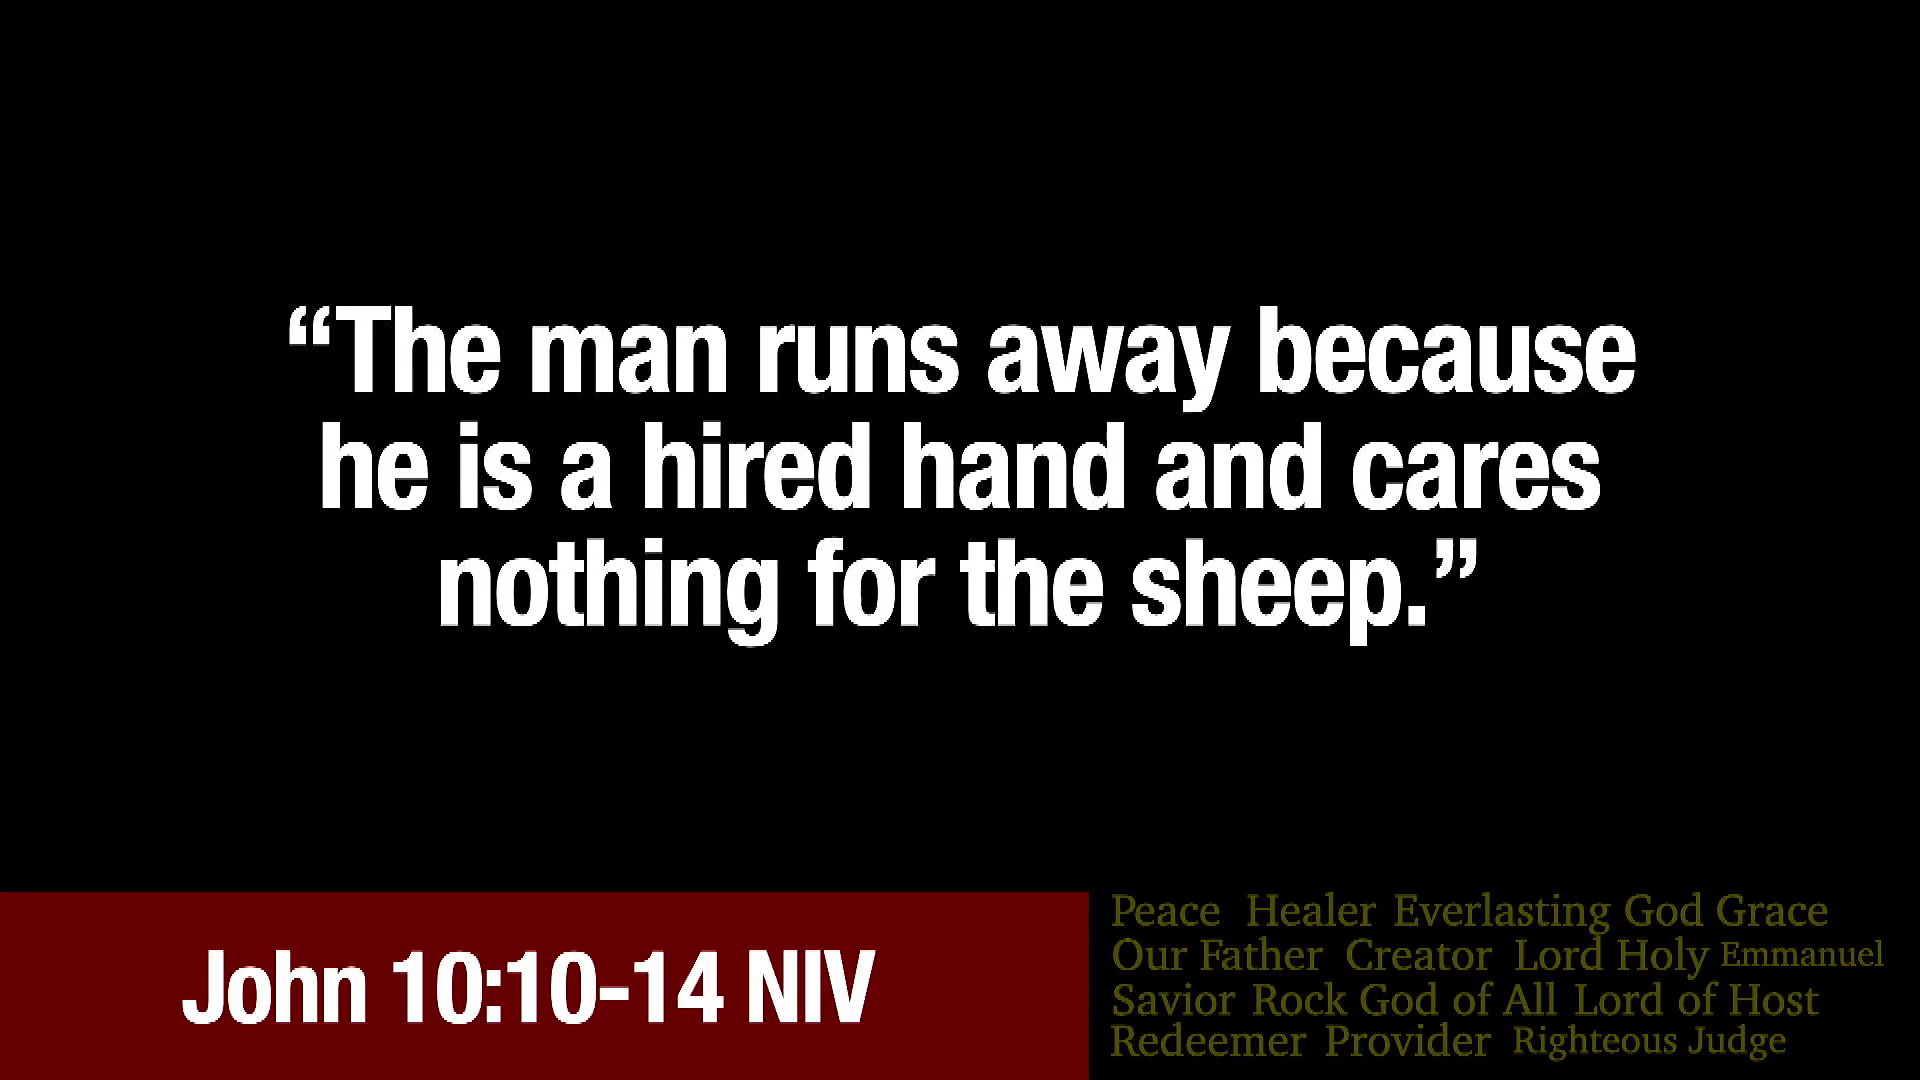 “The man runs away because
he is a hired hand and cares
nothing for the sheep.”
John 10:10-14 NIV
Peace Healer Everlasting God Grace
Our Father Creator Lord Holy Emmanuel
Savior Rock God of All Lord of Host
Redeemer Provider Righteous Judge